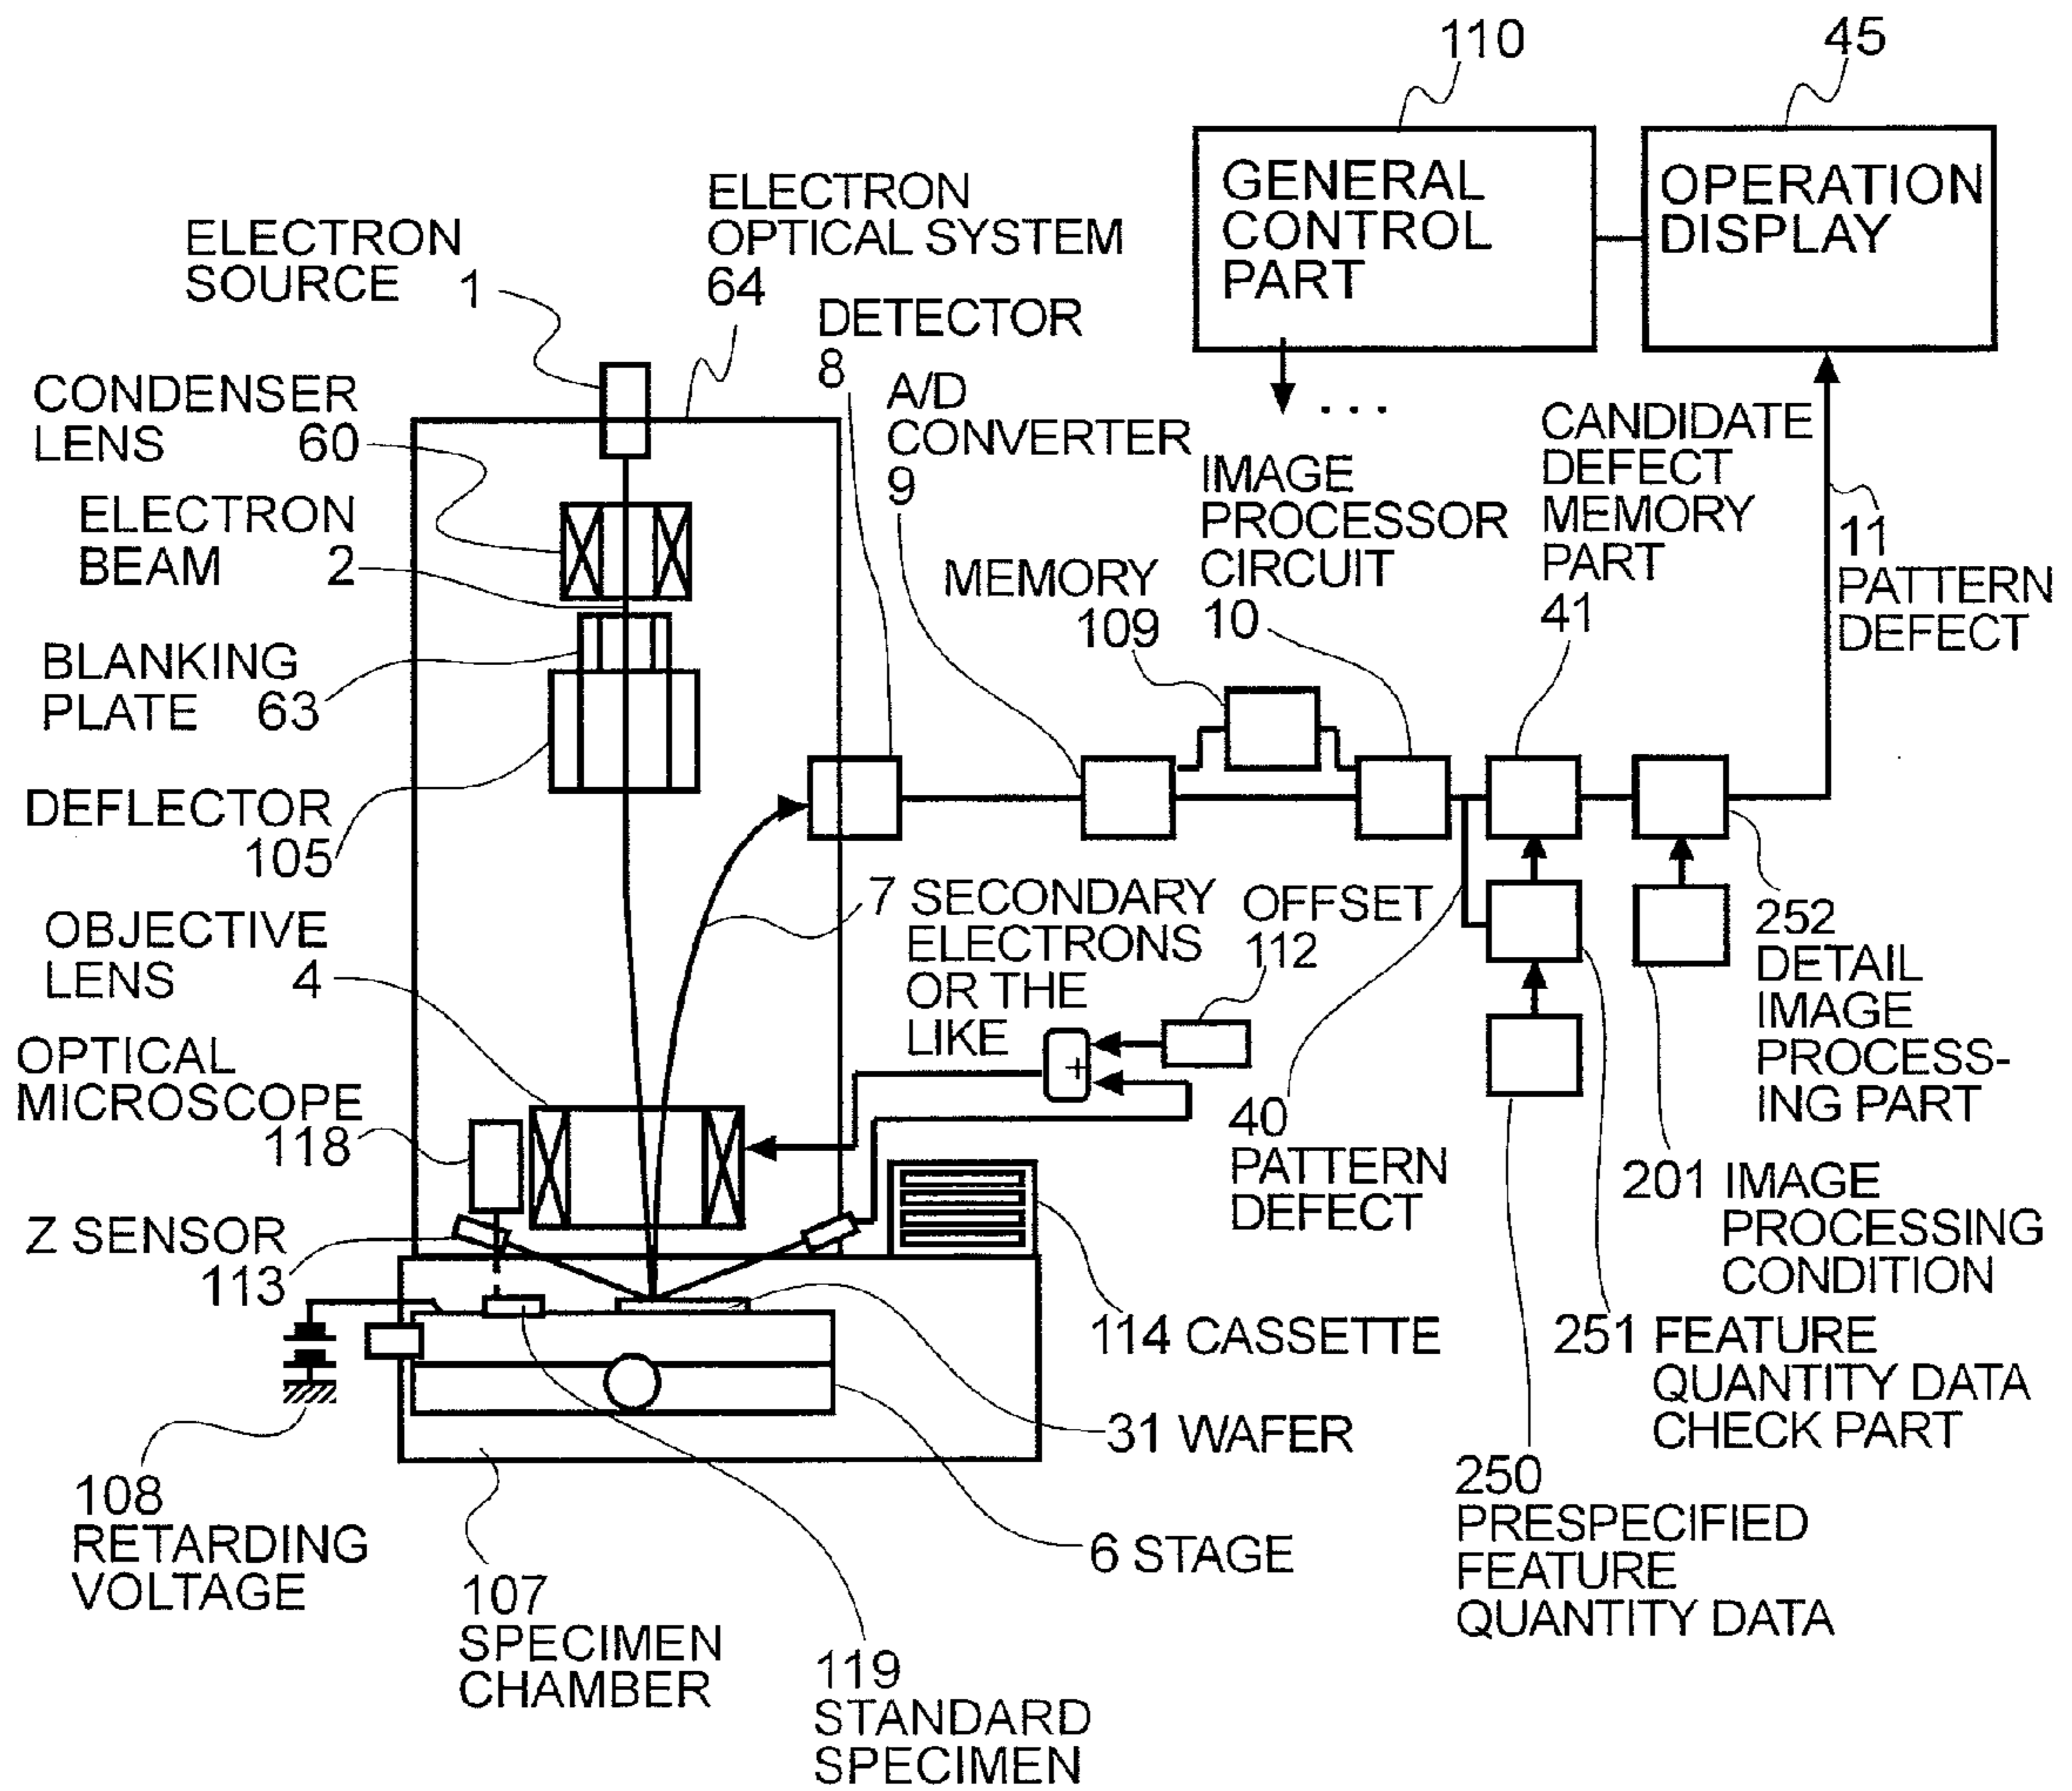 110
45
GENERAL
CONTROL
PART
OPERATION
DISPLAY
ELECTRON
OPTICAL SYSTEM
64
ELECTRON
SOURCE 1
DETECTOR
8
CONDENSER
LENS 60
A/D
CONVERTER
9
...
CANDIDATE
DEFECT
MEMORY
PART
41
IMAGE
PROCESSOR
CIRCUIT
10
ELECTRON
BEAM 2
MEMORY
109
11
PATTERN
DEFECT
BLANKING
PLATE 63
DEFLECTOR
105
7 SECONDARY
ELECTRONS
OR THE
LIKE
OFFSET
112
252
DETAIL
IMAGE
PROCESS-
ING PART
OBJECTIVE
LENS 4
OPTICAL
MICROSCOPE
118
+
40
PATTERN
DEFECT
201 IMAGE
PROCESSING
CONDITION
Z SENSOR
113
114 CASSETTE
251 FEATURE
QUANTITY DATA
CHECK PART
31 WAFER
250
PRESPECIFIED
FEATURE
QUANTITY DATA
108
RETARDING
VOLTAGE
6 STAGE
107
SPECIMEN
CHAMBER
119
STANDARD
SPECIMEN